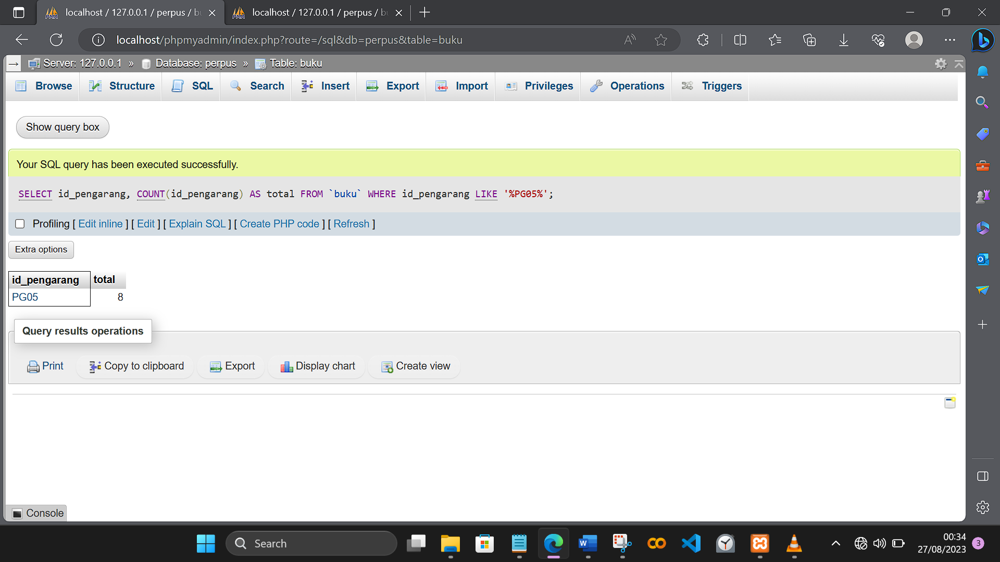 localhost / 127.0.0.1 / perpus / bu
localhost / 127.0.0.1 / perpus / bu
localhost/phpmyadmin/index.php?route=/sql&db=perpus&table=buku
Server: 127.0.0.1 » Database: perpus » Table: buku
Browse Structure SQL Search Insert Export Import Privileges Operations Triggers
Show query box
Your SQL query has been executed successfully.
SELECT id_pengarang, COUNT(id_pengarang) AS total FROM `buku` WHERE id_pengarang LIKE '%PG05%';
Profiling [ Edit inline ] [ Edit ] [ Explain SQL ] [ Create PHP code ] [ Refresh ]
Extra options
id_pengarang total
PG05 8
Query results operations
Print Copy to clipboard Export Display chart Create view
Console
Search
00:34
27/08/2023
3